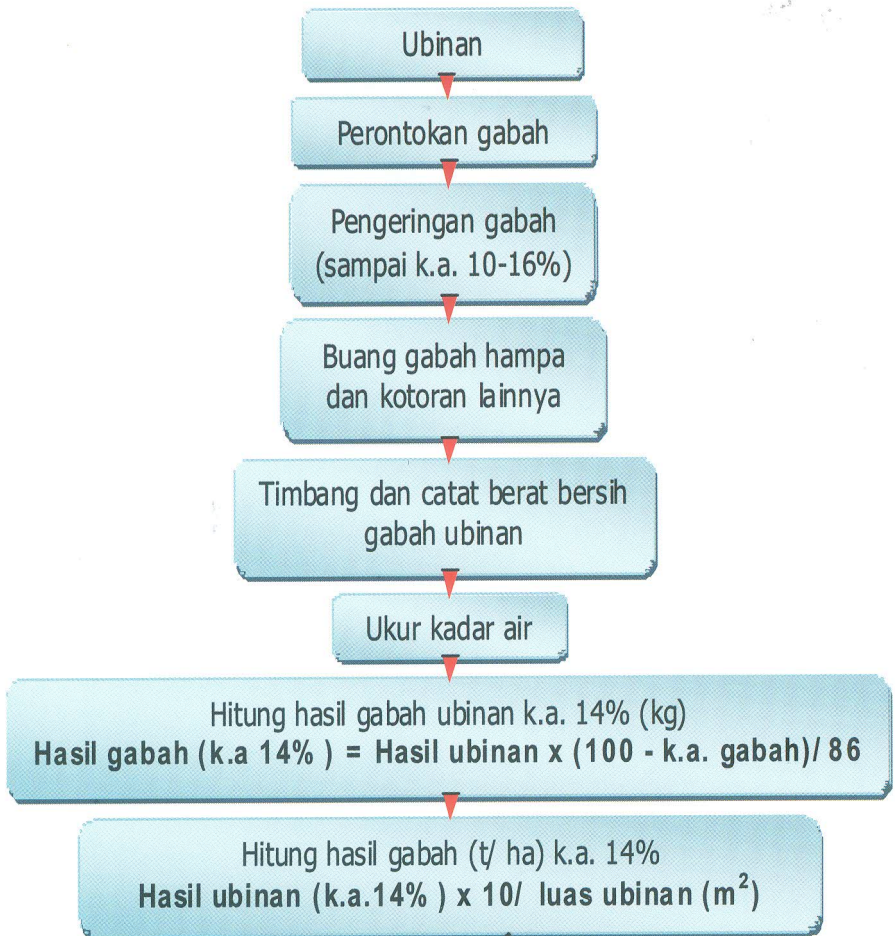 Ubinan
Perontokan gabah
Pengeringan gabah
(sampai k.a. 10-16%)
Buang gabah hampa
dan kotoran lainnya
Timbang dan catat berat bersih
gabah ubinan
Ukur kadar air
Hitung hasil gabah ubinan k.a. 14% (kg)
Hasil gabah (k.a 14% ) = Hasil ubinan x (100 - k.a. gabah)/ 86
Hitung hasil gabah (t/ ha) k.a. 14%
Hasil ubinan (k.a.14% ) x 10/ luas ubinan (m²)